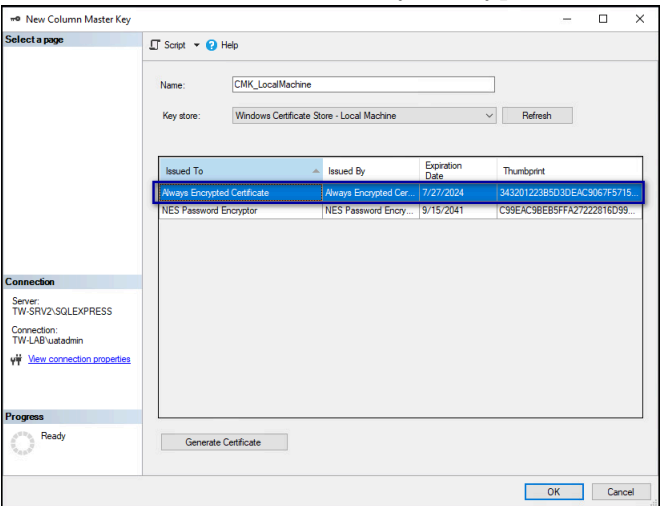 New Column Master Key
Select a page
Script Help
Name: CMK_LocalMachine
Key store: Windows Certificate Store - Local Machine Refresh
Issued To Issued By Expiration Date Thumbprint
Always Encrypted Certificate Always Encrypted Cer... 7/27/2024 343201223B5D3DEAC9067F5715...
NES Password Encryptor NES Password Encry... 9/15/2041 C99EAC9BEB5FFA27222816D99...
Connection
Server:
TW-SRV2\SQLEXPRESS
Connection:
TW-LAB\uatadmin
View connection properties
Progress
Ready
Generate Certificate
OK Cancel